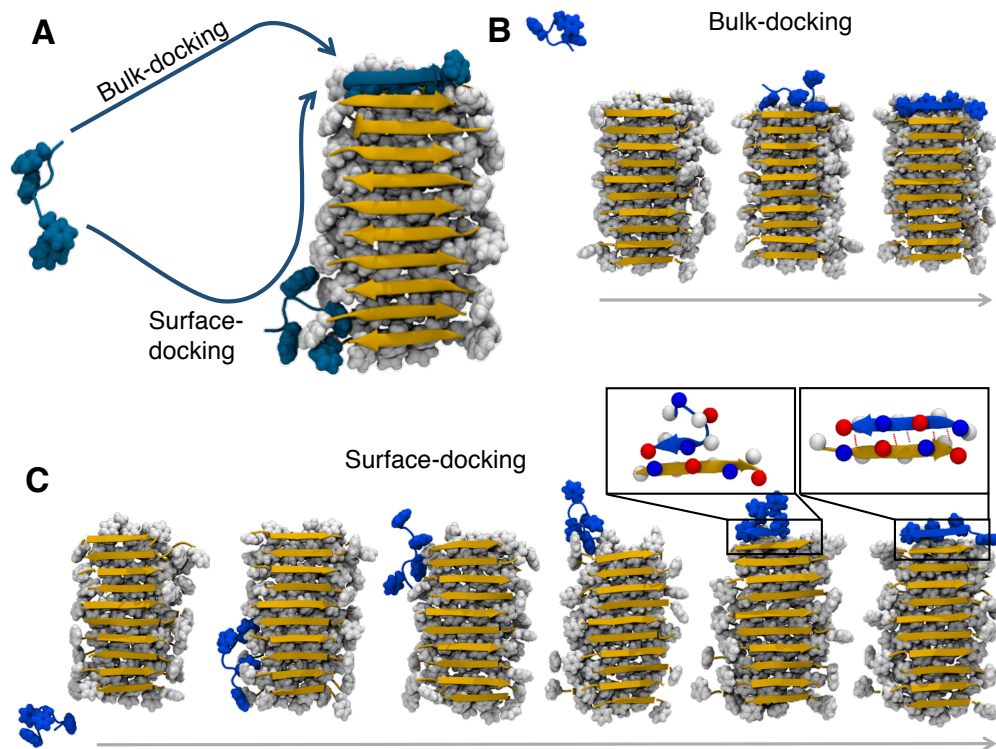 A
Bulk-docking
Surface-
docking
B
Bulk-docking
C
Surface-docking